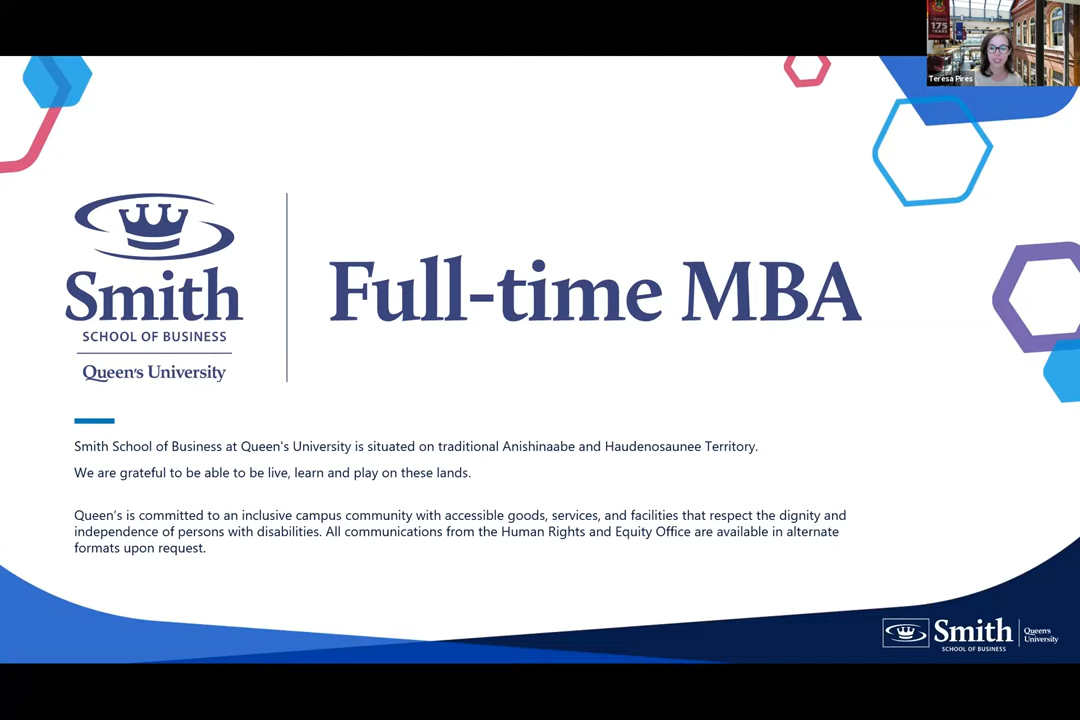 175
YEARS
Teresa Pires
Smith
SCHOOL OF BUSINESS
Queen's University
Full-time MBA
Smith School of Business at Queen's University is situated on traditional Anishinaabe and Haudenosaunee Territory.
We are grateful to be able to be live, learn and play on these lands.
Queen's is committed to an inclusive campus community with accessible goods, services, and facilities that respect the dignity and
independence of persons with disabilities. All communications from the Human Rights and Equity Office are available in alternate
formats upon request.
Smith
SCHOOL OF BUSINESS
Queen's
University